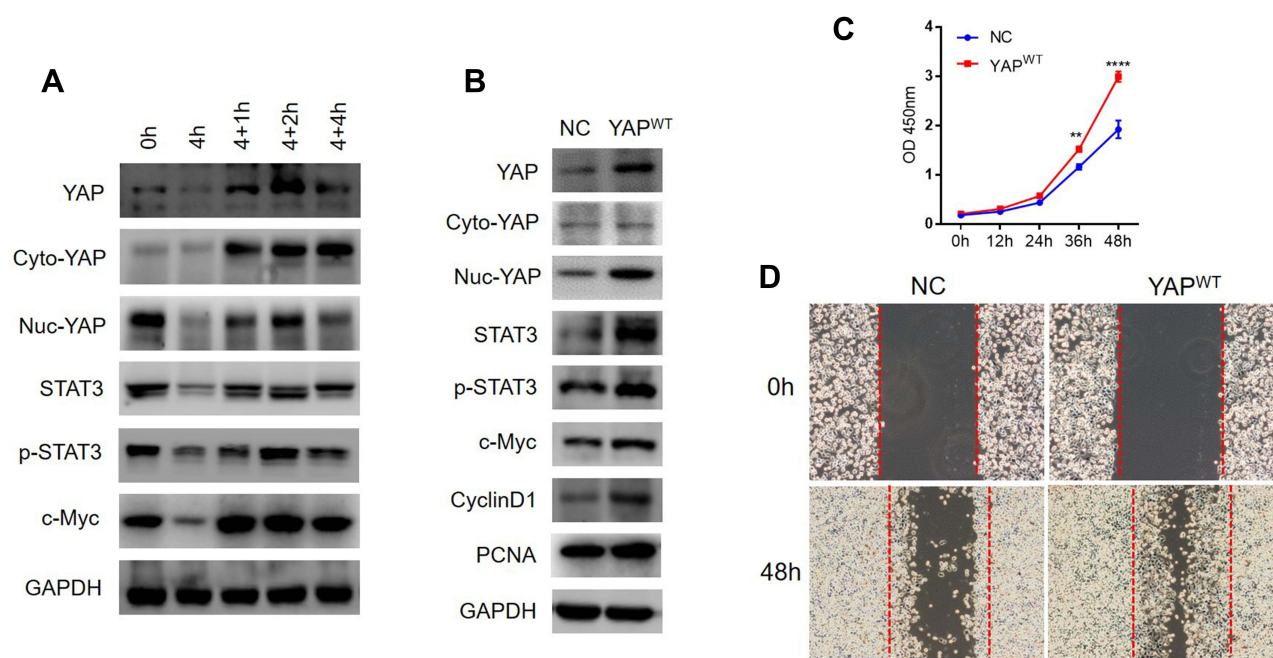 A
0h 4h 4+1h 4+2h 4+4h
YAP
Cyto-YAP
Nuc-YAP
STAT3
p-STAT3
c-Myc
GAPDH
B
NC YAPWT
YAP
Cyto-YAP
Nuc-YAP
STAT3
p-STAT3
c-Myc
CyclinD1
PCNA
GAPDH
C
NC
YAPWT
OD 450nm
4
3
2
1
0
**
****
0h 12h 24h 36h 48h
D
NC YAPWT
0h
48h